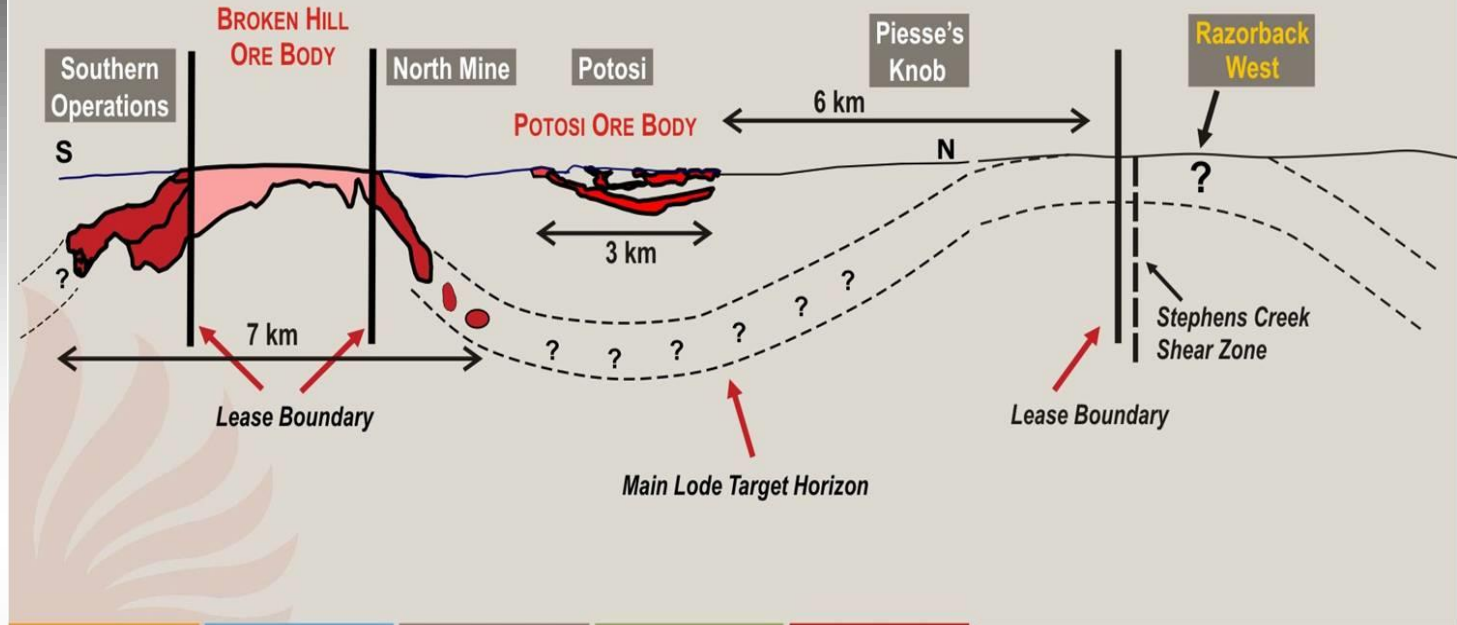 BROKEN HILL
ORE BODY
Southern
Operations
North Mine
Potosi
Piesse's
Knob
Razorback
West
POTOSI ORE BODY
6 km
S
N
?
3 km
?
7 km
?
?
?
?
?
?
Stephens Creek
Shear Zone
Lease Boundary
Lease Boundary
Main Lode Target Horizon